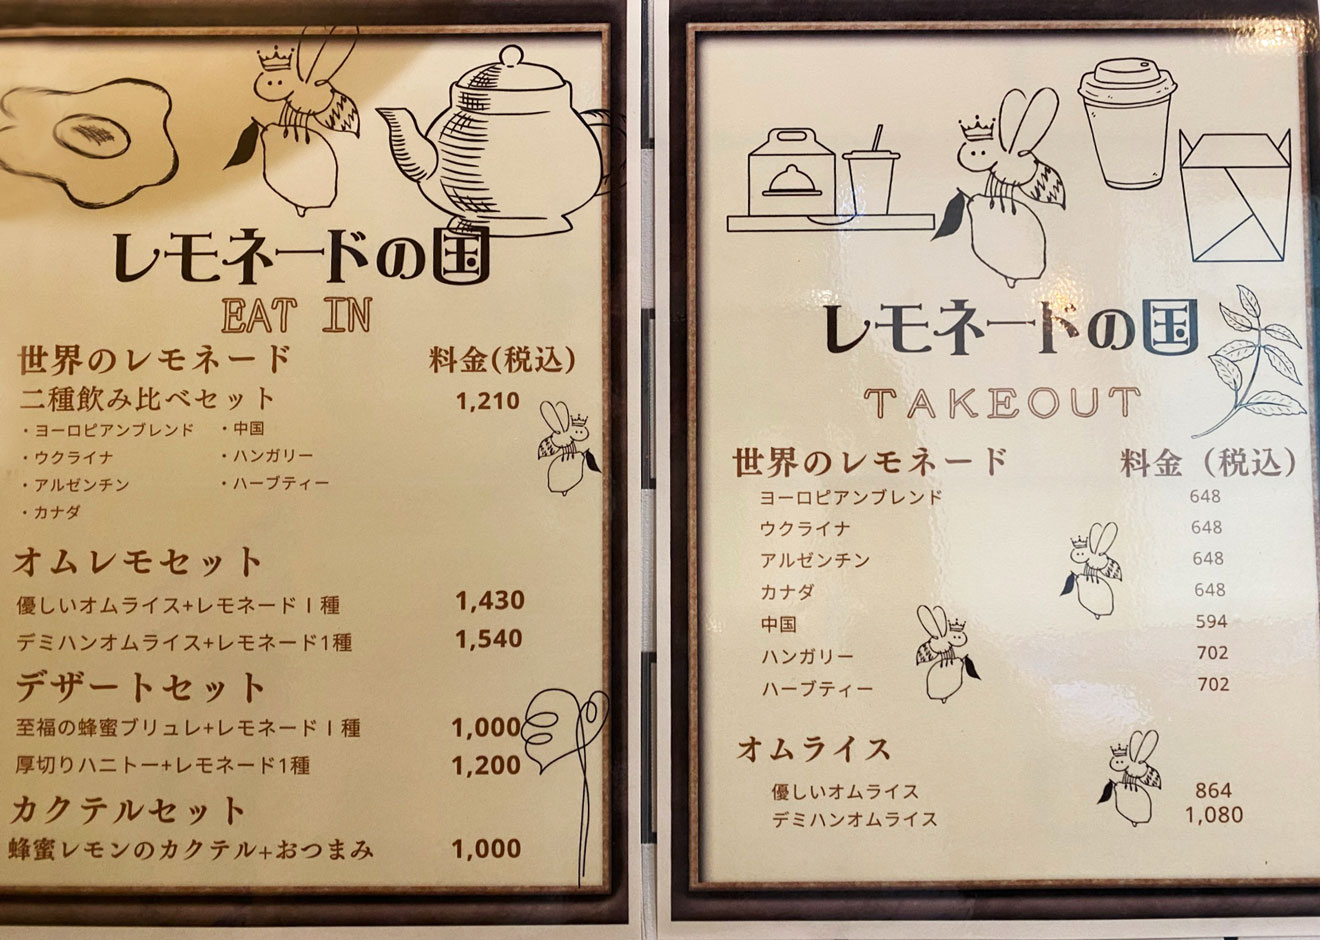 レモネードの国
EAT IN
世界のレモネード 料金(税込)
二種飲み比べセット 1,210
・ヨーロピアンブレンド ・中国
・ウクライナ ・ハンガリー
・アルゼンチン ・ハーブティー
・カナダ
オムレモセット
優しいオムライス+レモネード1種 1,430
デミハンオムライス+レモネード1種 1,540
デザートセット
至福の蜂蜜ブリュレ+レモネード1種 1,000
厚切りハニトー+レモネード1種 1,200
カクテルセット
蜂蜜レモンのカクテル+おつまみ 1,000
レモネードの国
TAKEOUT
世界のレモネード 料金（税込）
ヨーロピアンブレンド 648
ウクライナ 648
アルゼンチン 648
カナダ 648
中国 594
ハンガリー 702
ハーブティー 702
オムライス
優しいオムライス 864
デミハンオムライス 1,080